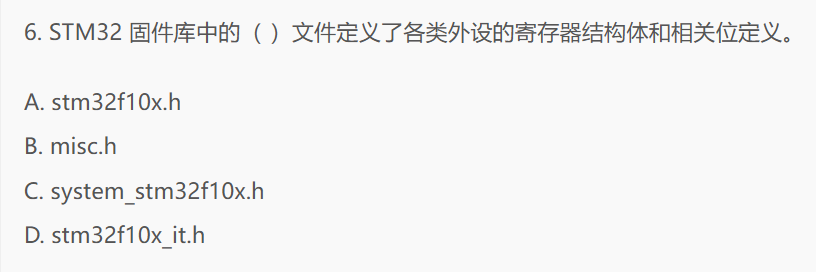 6. STM32 固件库中的（ ）文件定义了各类外设的寄存器结构体和相关位定义。
A. stm32f10x.h
B. misc.h
C. system_stm32f10x.h
D. stm32f10x_it.h